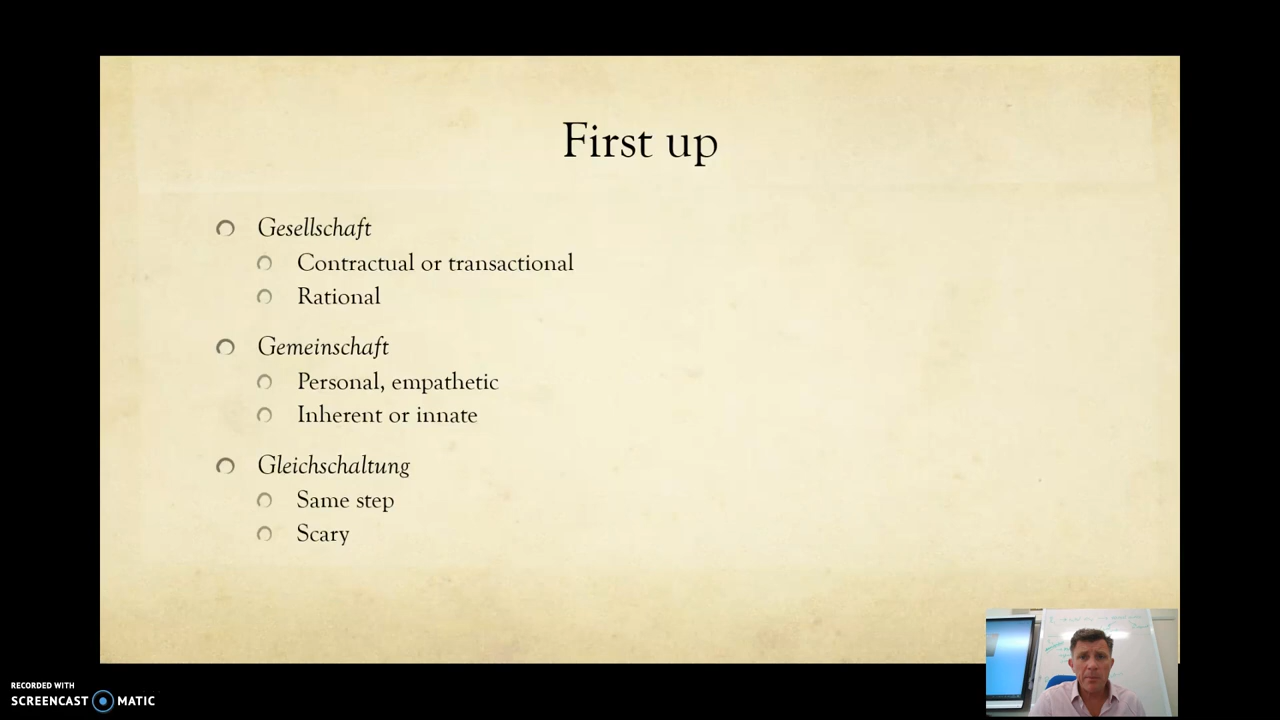 First up
Gesellschaft
Contractual or transactional
Rational
Gemeinschaft
Personal, empathetic
Inherent or innate
Gleichschaltung
Same step
Scary
RECORDED WITH
SCREENCAST MATIC